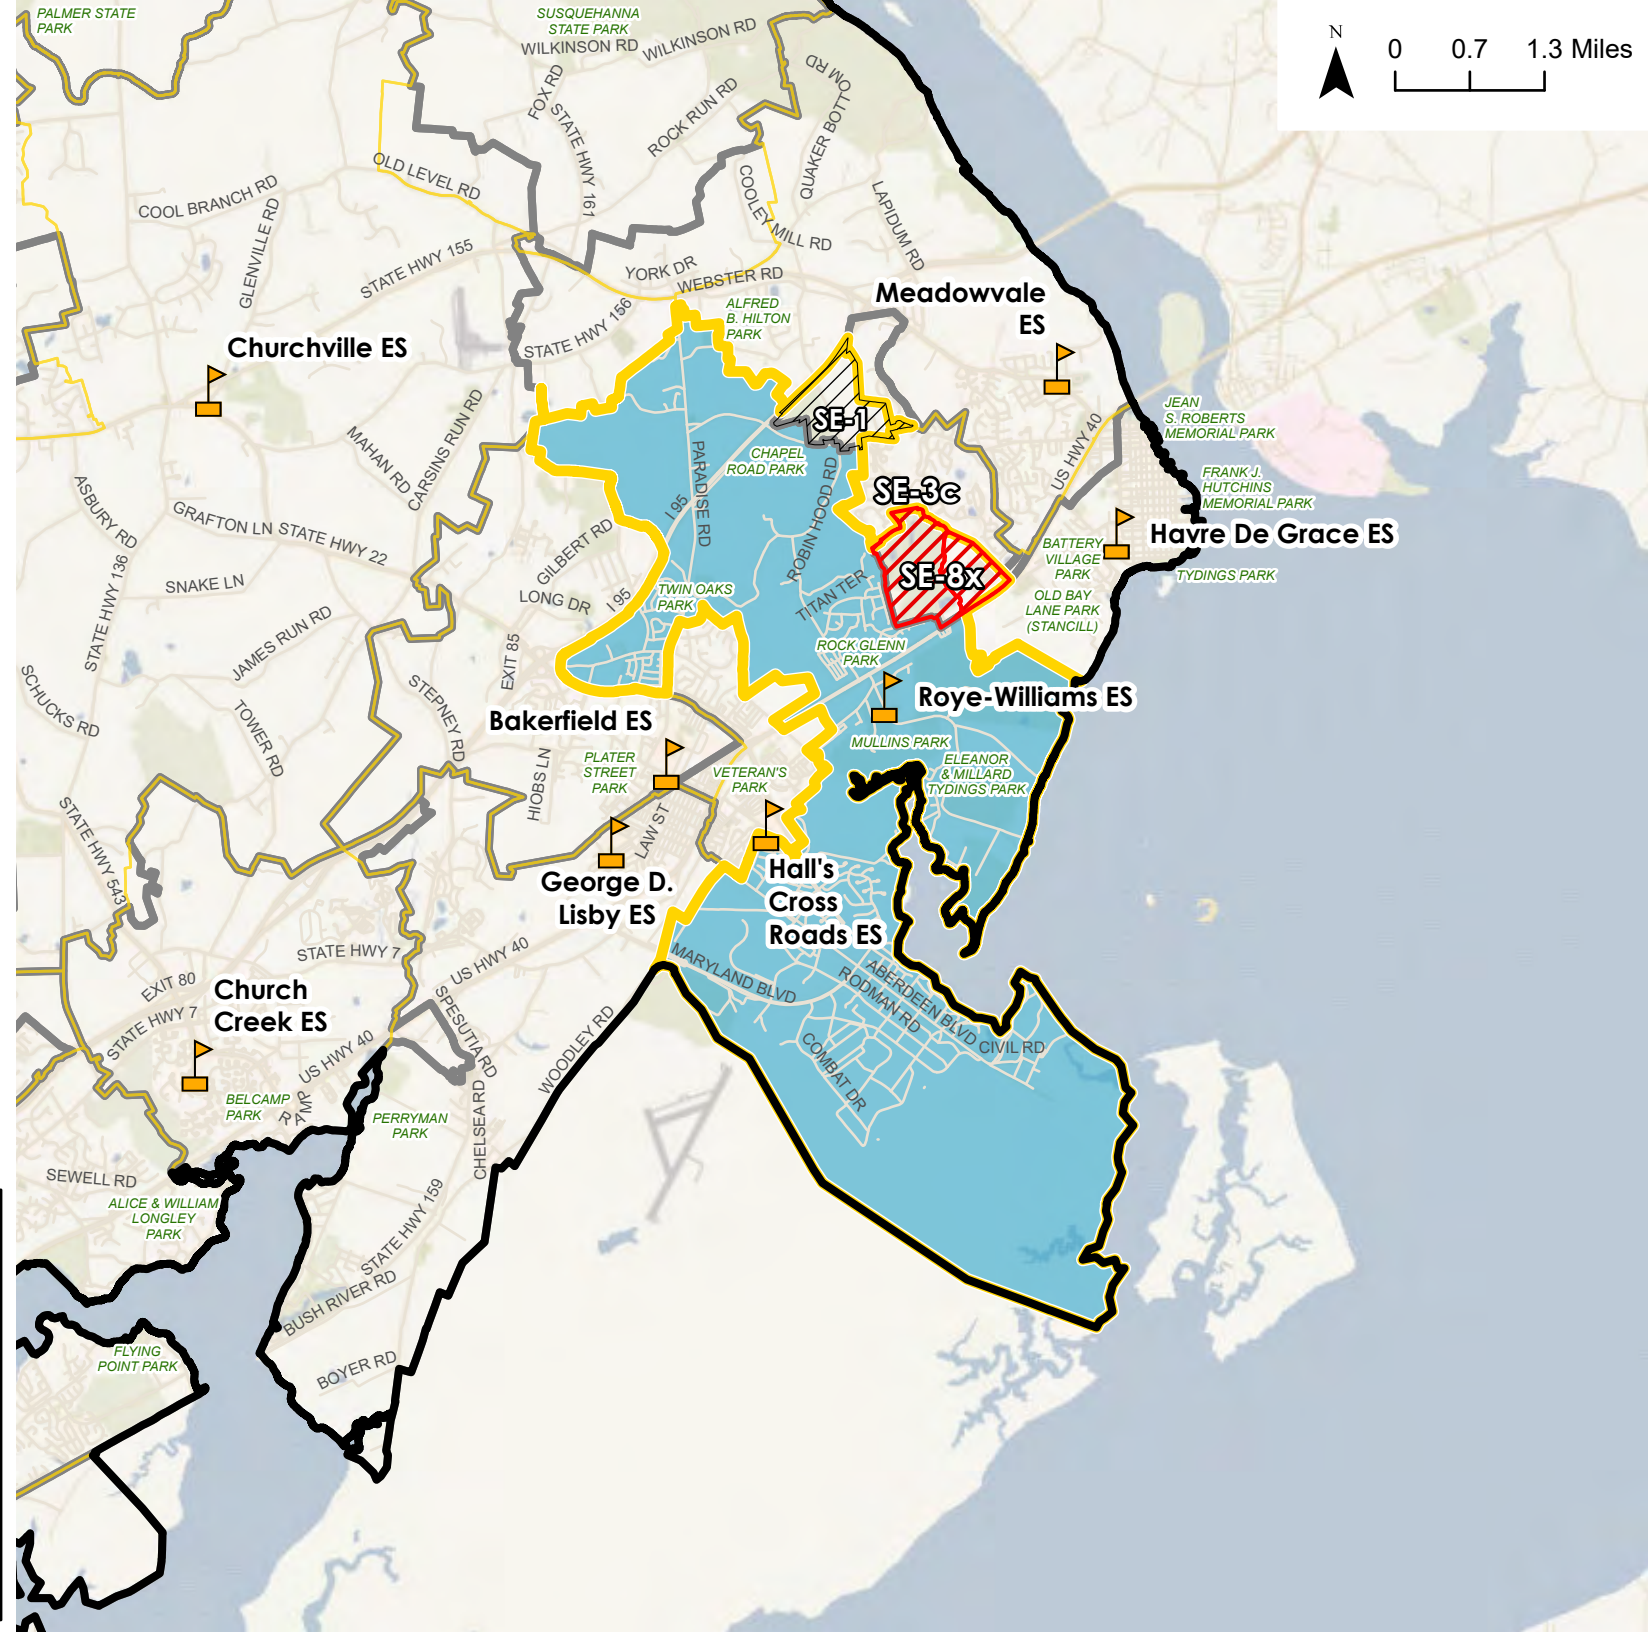 PALMER STATE
PARK
SUSQUEHANNA
STATE PARK
WILKINSON RD
WILKINSON RD
N
0 0.7 1.3 Miles
FOX RD
STATE HWY 161
ROCK RUN RD
QUAKER BOTTOM RD
OLD LEVEL RD
COOL BRANCH RD
GLENVILLE RD
STATE HWY 155
COOLEY MILL RD
LAPIDUM RD
YORK DR
WEBSTER RD
STATE HWY 156
ALFRED
B. HILTON
PARK
Meadowvale
ES
Churchville ES
SE-1
CHAPEL
ROAD PARK
JEAN
S. ROBERTS
MEMORIAL PARK
US HWY 40
FRANK J.
HUTCHINS
MEMORIAL PARK
MAHAN RD
CARSINS RUN RD
PARADISE RD
I 95
ROBIN HOOD RD
SE-3c
ASBURY RD
GRAFTON LN STATE HWY 22
GILBERT RD
Havre De Grace ES
BATTERY
VILLAGE
PARK
TYDINGS PARK
SE-8x
STATE HWY 136
SNAKE LN
LONG DR
I 95
TWIN OAKS
PARK
TITAN TER
OLD BAY
LANE PARK
(STANCILL)
JAMES RUN RD
EXIT 85
ROCK GLENN
PARK
SCHUCKS RD
TOWER RD
STEPNEY RD
Roye-Williams ES
Bakerfield ES
MULLINS PARK
HIOBBS LN
PLATER
STREET
PARK
VETERAN'S
PARK
ELEANOR
& MILLARD
TYDINGS PARK
LAW ST
STATE HWY 543
George D.
Lisby ES
Hall's
Cross
Roads ES
STATE HWY 7
US HWY 40
MARYLAND BLVD
ABERDEEN BLVD
RODMAN RD
CIVIL RD
COMBAT DR
EXIT 80
Church
Creek ES
STATE HWY 7
US HWY 40
SPESUTIA RD
WOODLEY RD
BELCAMP
PARK
RAMP
PERRYMAN
PARK
CHELSEA RD
SEWELL RD
ALICE & WILLIAM
LONGLEY
PARK
STATE HWY 159
BUSH RIVER RD
FLYING
POINT PARK
BOYER RD